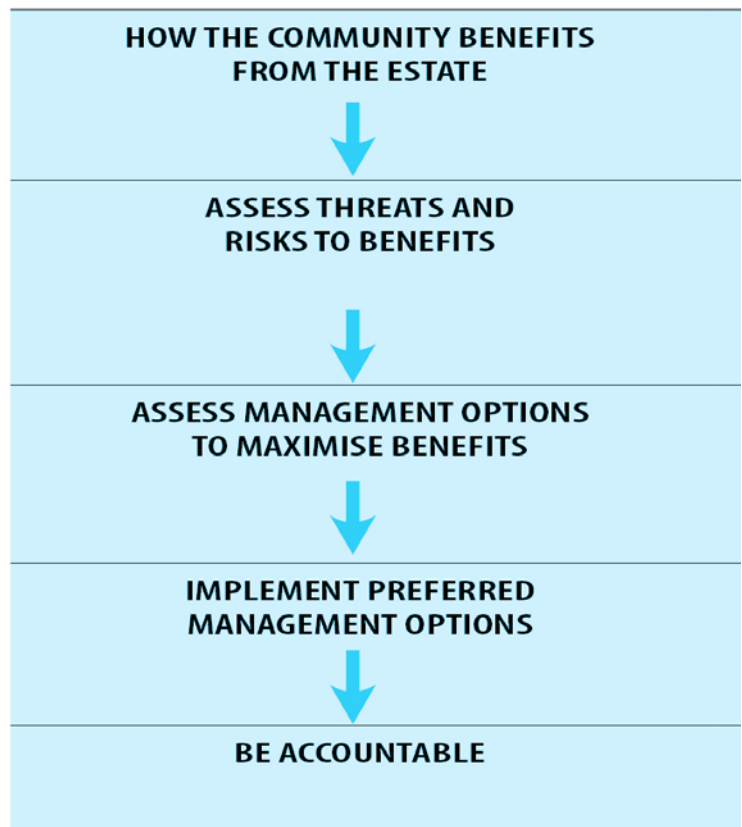 HOW THE COMMUNITY BENEFITS
FROM THE ESTATE
ASSESS THREATS AND
RISKS TO BENEFITS
ASSESS MANAGEMENT OPTIONS
TO MAXIMISE BENEFITS
IMPLEMENT PREFERRED
MANAGEMENT OPTIONS
BE ACCOUNTABLE